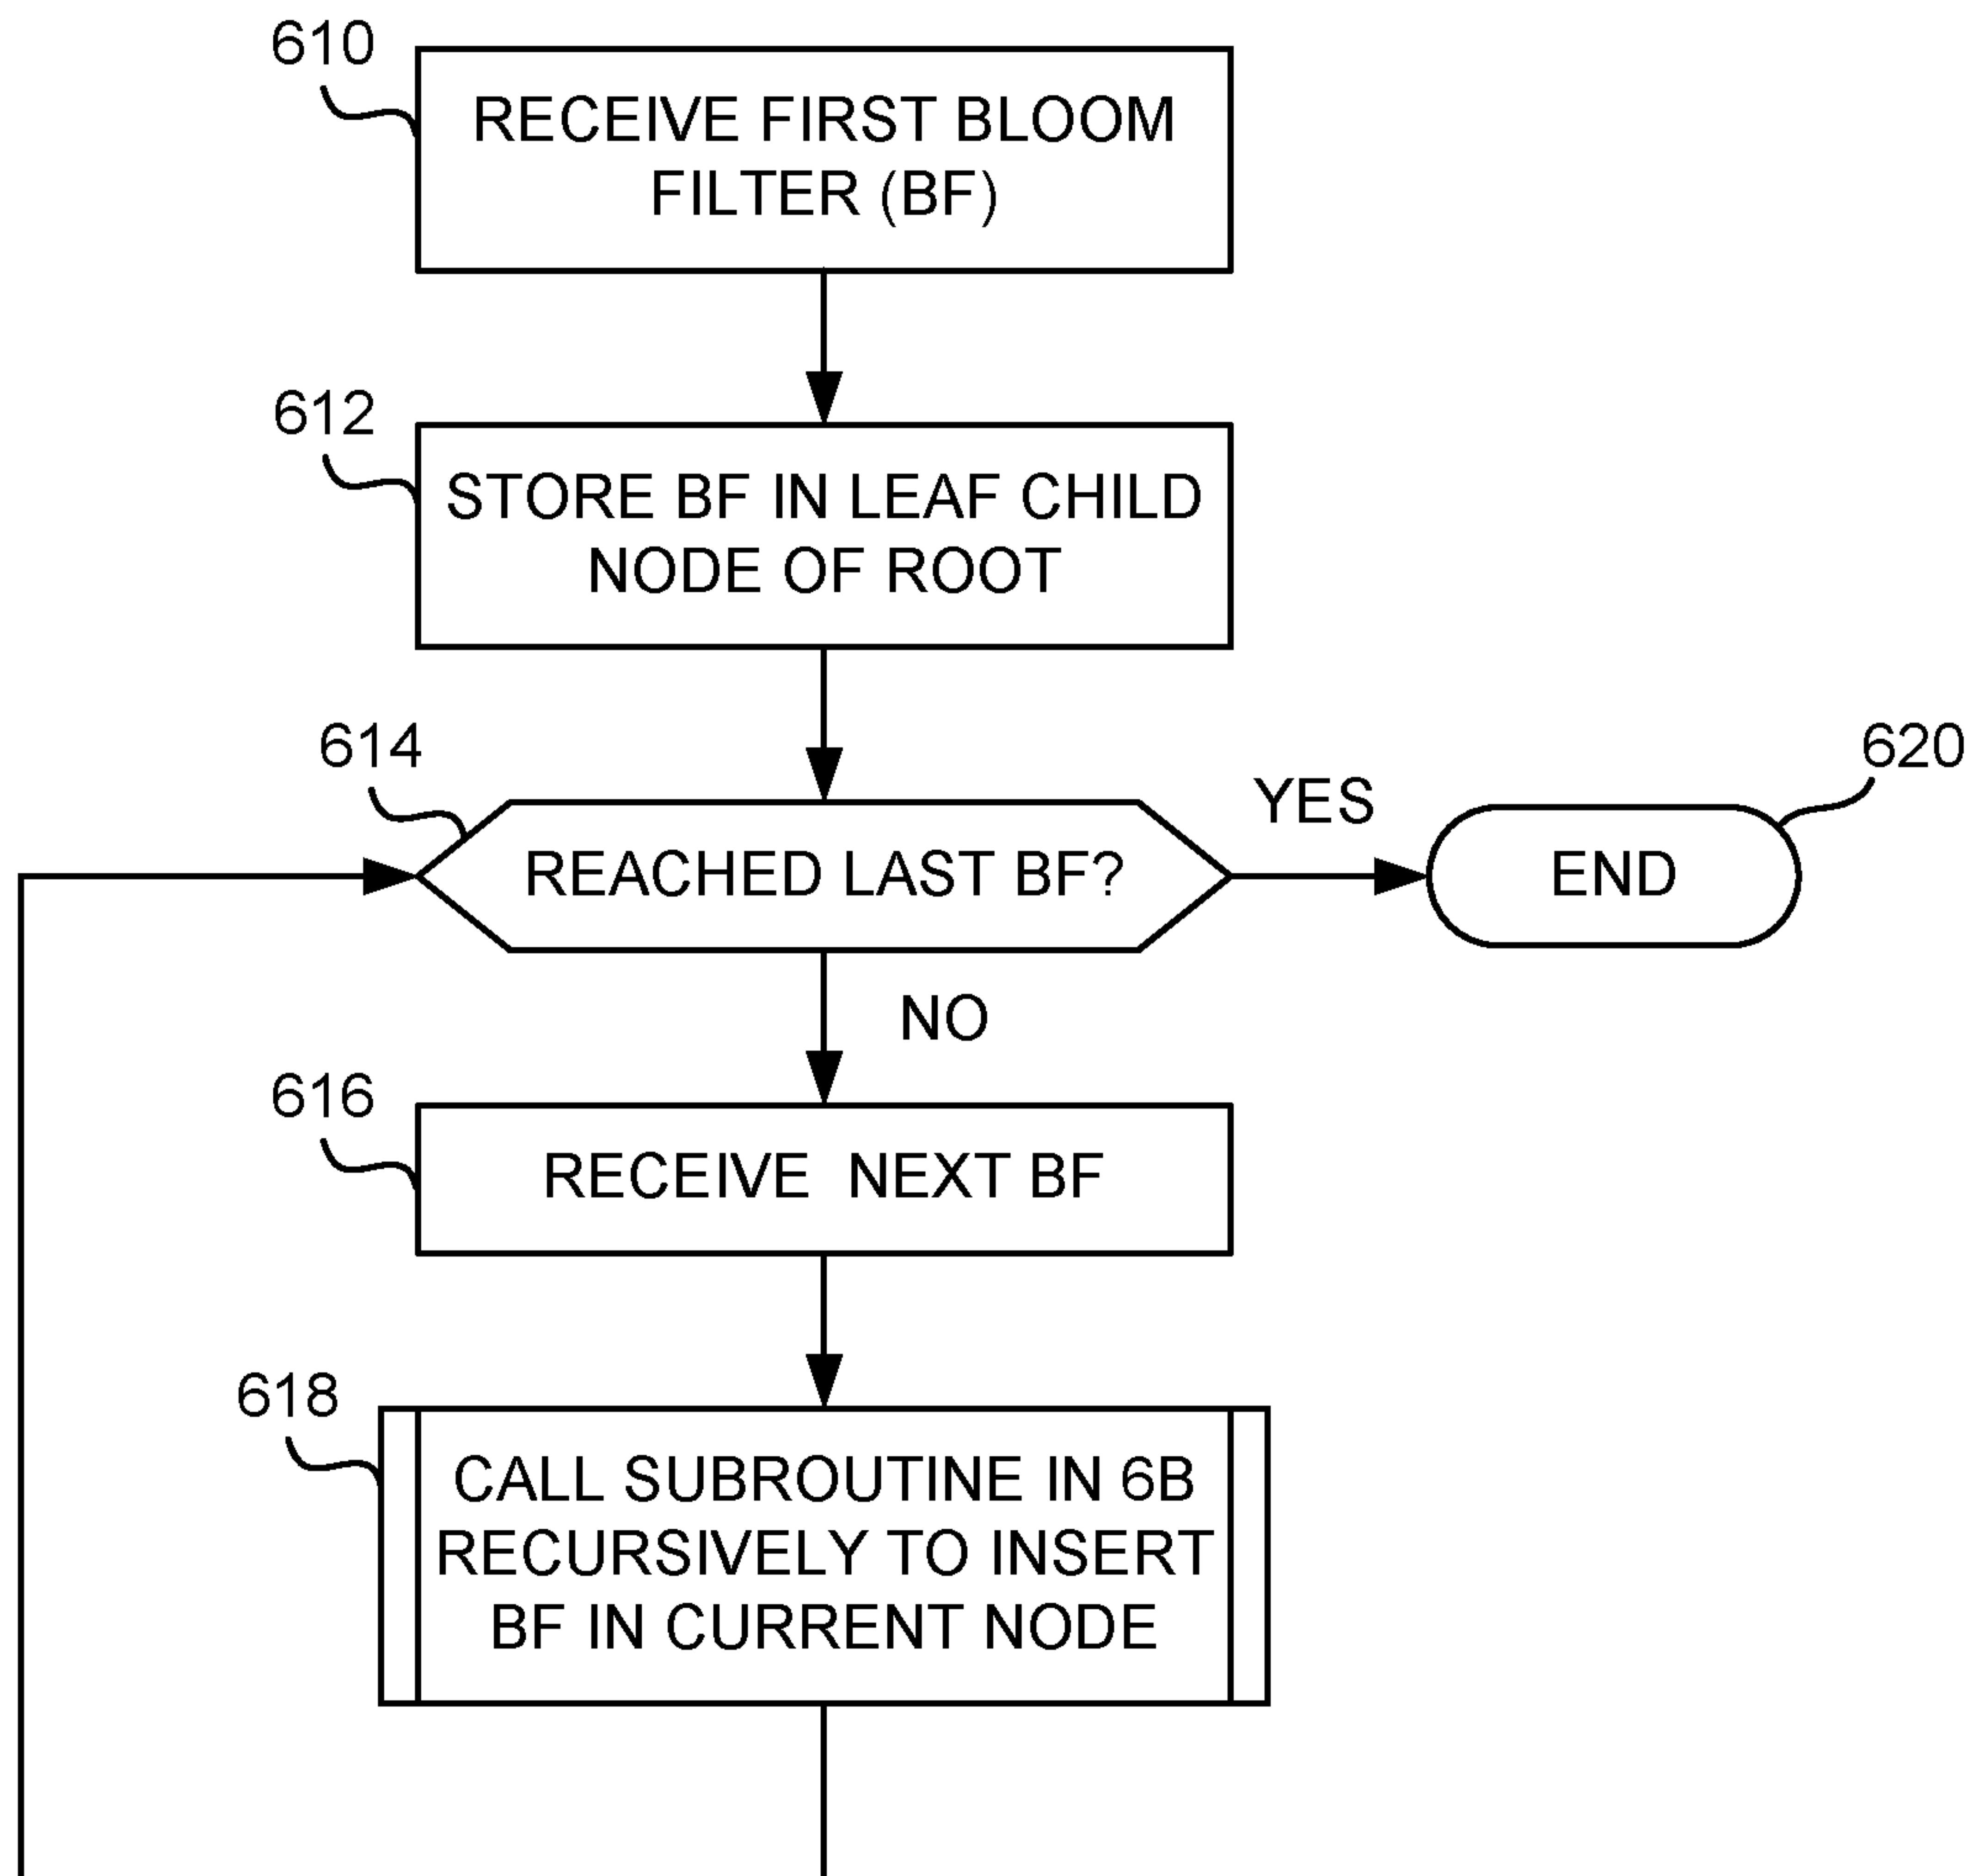 610
RECEIVE FIRST BLOOM
FILTER (BF)
612
STORE BF IN LEAF CHILD
NODE OF ROOT
614
REACHED LAST BF?
YES
620
END
NO
616
RECEIVE NEXT BF
618
CALL SUBROUTINE IN 6B
RECURSIVELY TO INSERT
BF IN CURRENT NODE